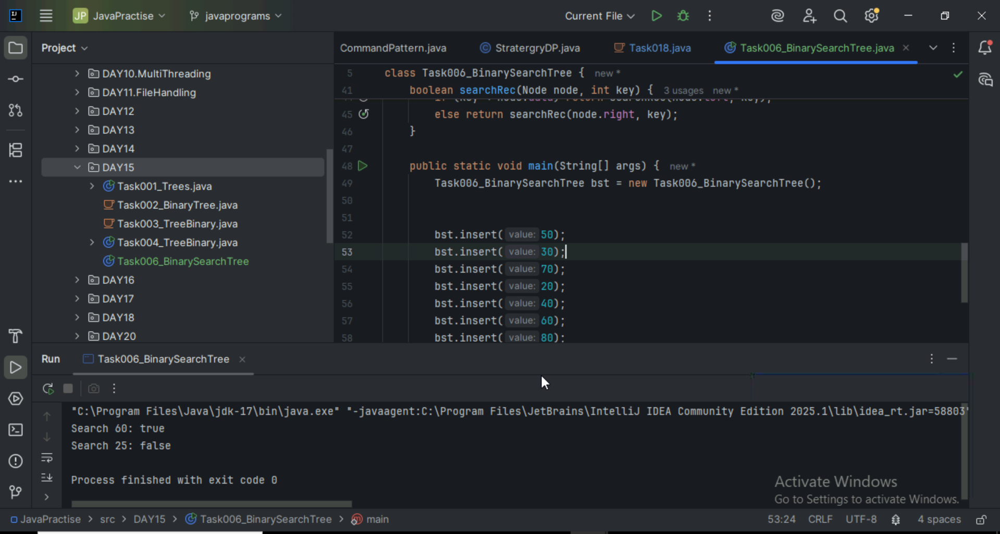 JP JavaPractise
javaprograms
Current File
Project
CommandPattern.java
StratergryDP.java
Task018.java
Task006_BinarySearchTree.java
DAY10.MultiThreading
DAY11.FileHandling
DAY12
DAY13
DAY14
DAY15
Task001_Trees.java
Task002_BinaryTree.java
Task003_TreeBinary.java
Task004_TreeBinary.java
Task006_BinarySearchTree
DAY16
DAY17
DAY18
DAY20
5 class Task006_BinarySearchTree { new *
41 boolean searchRec(Node node, int key) { 3 usages new *
45 else return searchRec(node.right, key);
46 }
47
48 public static void main(String[] args) { new *
49 Task006_BinarySearchTree bst = new Task006_BinarySearchTree();
50
51
52 bst.insert( value: 50);
53 bst.insert( value: 30);
54 bst.insert( value: 70);
55 bst.insert( value: 20);
56 bst.insert( value: 40);
57 bst.insert( value: 60);
58 bst.insert( value: 80);
Run Task006_BinarySearchTree
"C:\Program Files\Java\jdk-17\bin\java.exe" "-javaagent:C:\Program Files\JetBrains\IntelliJ IDEA Community Edition 2025.1\lib\idea_rt.jar=58803"
Search 60: true
Search 25: false
Process finished with exit code 0
Activate Windows
Go to Settings to activate Windows.
JavaPractise > src > DAY15 > Task006_BinarySearchTree > main
53:24 CRLF UTF-8 4 spaces